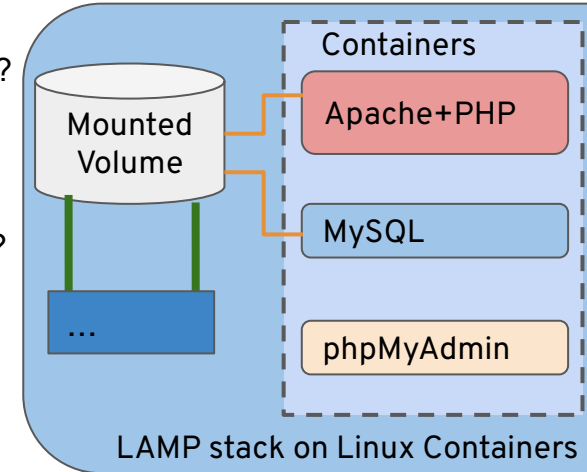 ?
Containers
Apache+PHP
Mounted
Volume
MySQL
?
...
phpMyAdmin
LAMP stack on Linux Containers